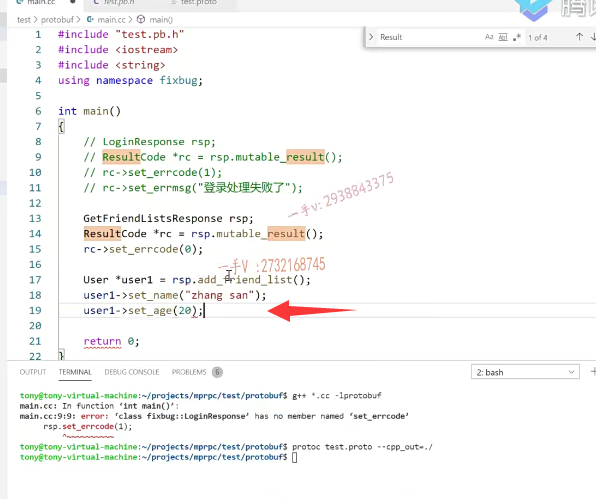 main.cc
test.pb.h
test.proto
test > protobuf > main.cc > main()
Result
Aa
1 of 4
腾
1 #include "test.pb.h"
2 #include <iostream>
3 #include <string>
4 using namespace fixbug;
5
6 int main()
7 {
8 // LoginResponse rsp;
9 // ResultCode *rc = rsp.mutable_result();
10 // rc->set_errcode(1);
11 // rc->set_errmsg("登录处理失败了");
12
13 GetFriendListsResponse rsp;
14 ResultCode *rc = rsp.mutable_result();
15 rc->set_errcode(0);
16
17 User *user1 = rsp.add_friend_list();
18 user1->set_name("zhang san");
19 user1->set_age(20);
20
21 return 0;
22 }
一手v:2938843375
一手V :2732168745
OUTPUT TERMINAL DEBUG CONSOLE PROBLEMS 6
2: bash
tony@tony-virtual-machine:~/projects/mprpc/test/protobuf$ g++ *.cc -lprotobuf
main.cc: In function ‘int main()’:
main.cc:9:9: error: ‘class fixbug::LoginResponse’ has no member named ‘set_errcode’
rsp.set_errcode(1);
^~~~~~~~~~~
tony@tony-virtual-machine:~/projects/mprpc/test/protobuf$ protoc test.proto --cpp_out=./
tony@tony-virtual-machine:~/projects/mprpc/test/protobuf$